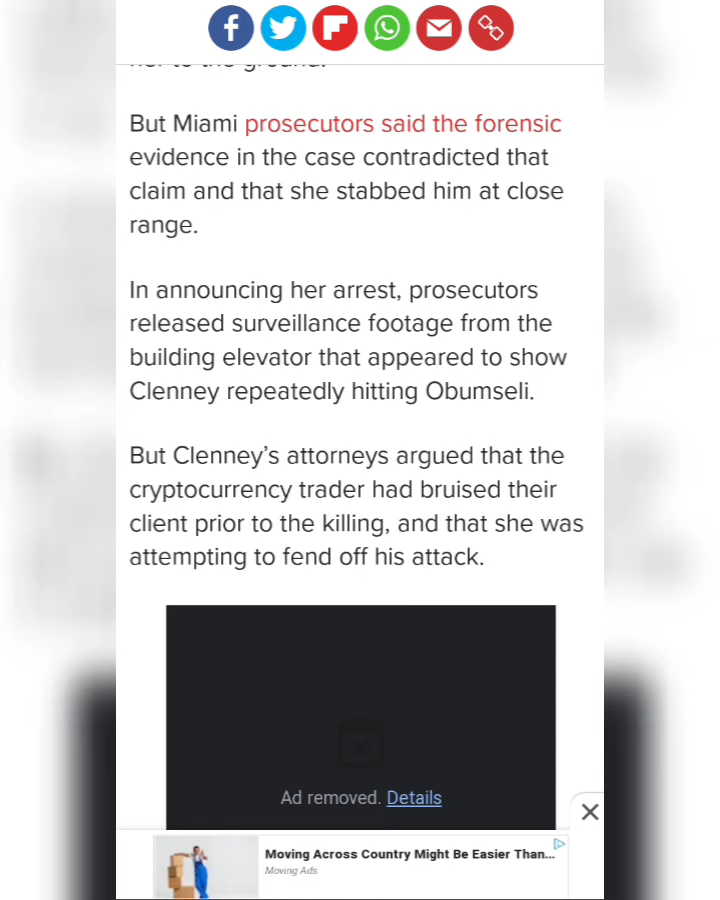 But Miami prosecutors said the forensic
evidence in the case contradicted that
claim and that she stabbed him at close
range.
In announcing her arrest, prosecutors
released surveillance footage from the
building elevator that appeared to show
Clenney repeatedly hitting Obumseli.
But Clenney’s attorneys argued that the
cryptocurrency trader had bruised their
client prior to the killing, and that she was
attempting to fend off his attack.
Ad removed. Details
Moving Across Country Might Be Easier Than...
Moving Ads